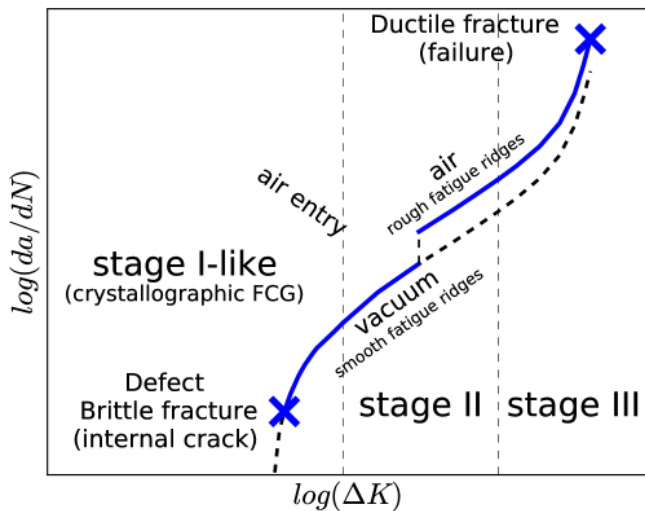 Ductile fracture
(failure)
air
rough fatigue ridges
air entry
stage I-like
(crystallographic FCG)
vacuum
smooth fatigue ridges
Defect
Brittle fracture
(internal crack)
stage II
stage III
log(da/dN)
log(ΔK)